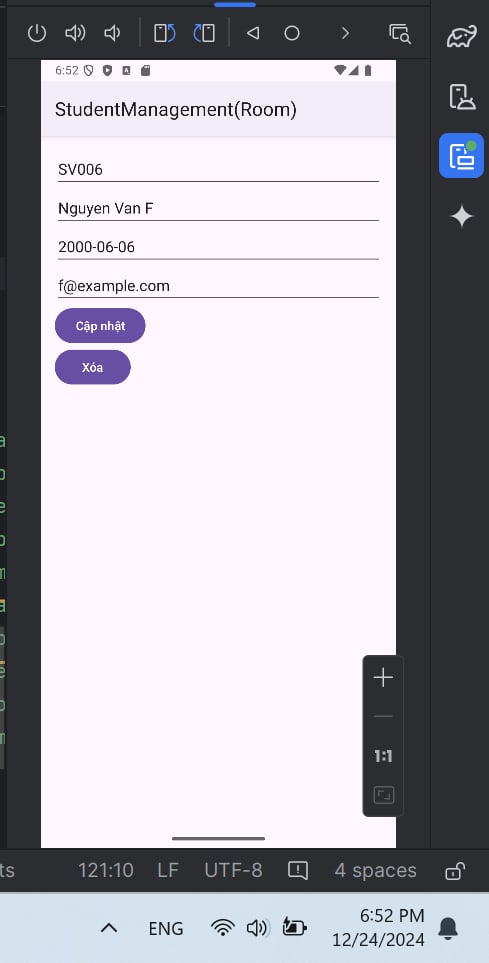 6:52
StudentManagement(Room)
SV006
Nguyen Van F
2000-06-06
f@example.com
Cập nhật
Xóa
1:1
ts 121:10 LF UTF-8 4 spaces
ENG 6:52 PM
12/24/2024